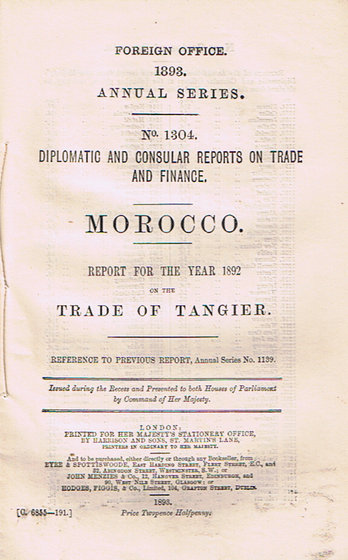 FOREIGN OFFICE.
1893.
ANNUAL SERIES.
No. 1304.
DIPLOMATIC AND CONSULAR REPORTS ON TRADE
AND FINANCE.
MOROCCO.
REPORT FOR THE YEAR 1892
ON THE
TRADE OF TANGIER.
REFERENCE TO PREVIOUS REPORT, Annual Series No. 1139.
Issued during the Recess and Presented to both Houses of Parliament
by Command of Her Majesty.
LONDON:
PRINTED FOR HER MAJESTY'S STATIONERY OFFICE,
BY HARRISON AND SONS, ST. MARTIN'S LANE,
PRINTERS IN ORDINARY TO HER MAJESTY.
And to be purchased, either directly or through any Bookseller, from
EYRE & SPOTTISWOODE, EAST HARDING STREET, FLEET STREET, E.C., and
32, ABINGDON STREET, WESTMINSTER, S.W.; or
JOHN MENZIES & Co., 12, HANOVER STREET, EDINBURGH, and
90, WEST NILE STREET, GLASGOW; or
HODGES, FIGGIS, & Co., Limited, 104, GRAFTON STREET, DUBLIN.
1893.
[C. 6855—191.] Price Twopence Halfpenny.